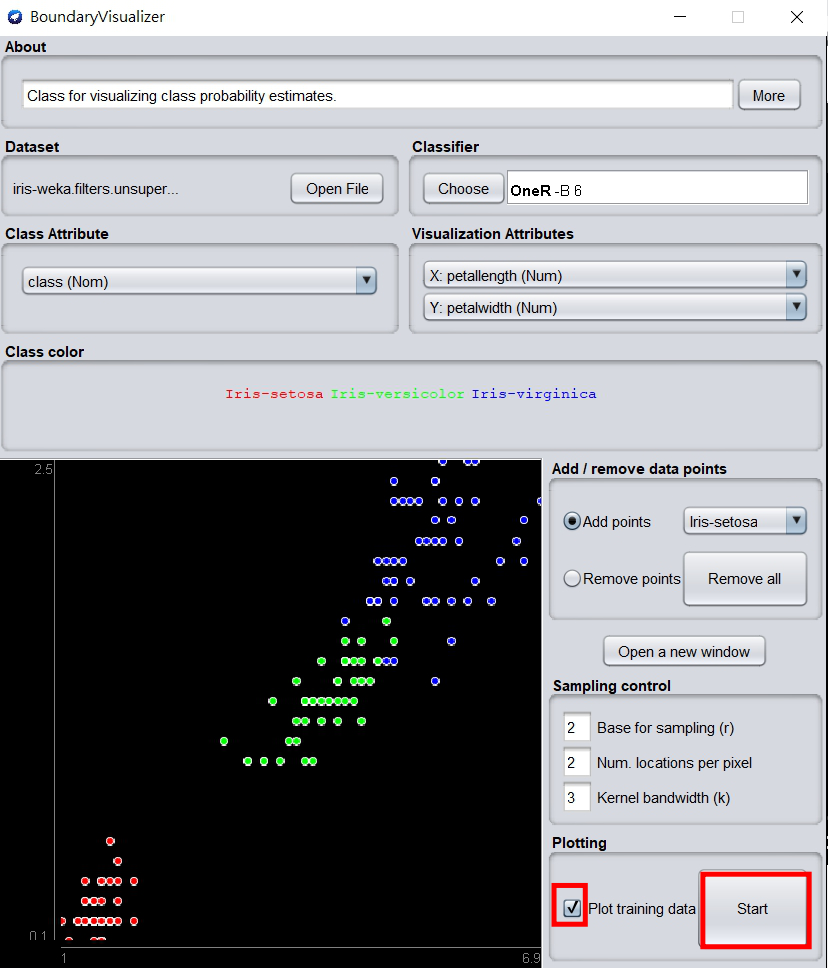 BoundaryVisualizer
About
Class for visualizing class probability estimates.
More
Dataset
Classifier
iris-weka.filters.unsuper...
Open File
Choose
OneR -B 6
Class Attribute
Visualization Attributes
class (Nom)
X: petallength (Num)
Y: petalwidth (Num)
Class color
Iris-setosa Iris-versicolor Iris-virginica
2.5
0.1
1
6.9
Add / remove data points
Add points
Iris-setosa
Remove points
Remove all
Open a new window
Sampling control
2 Base for sampling (r)
2 Num. locations per pixel
3 Kernel bandwidth (k)
Plotting
Plot training data
Start